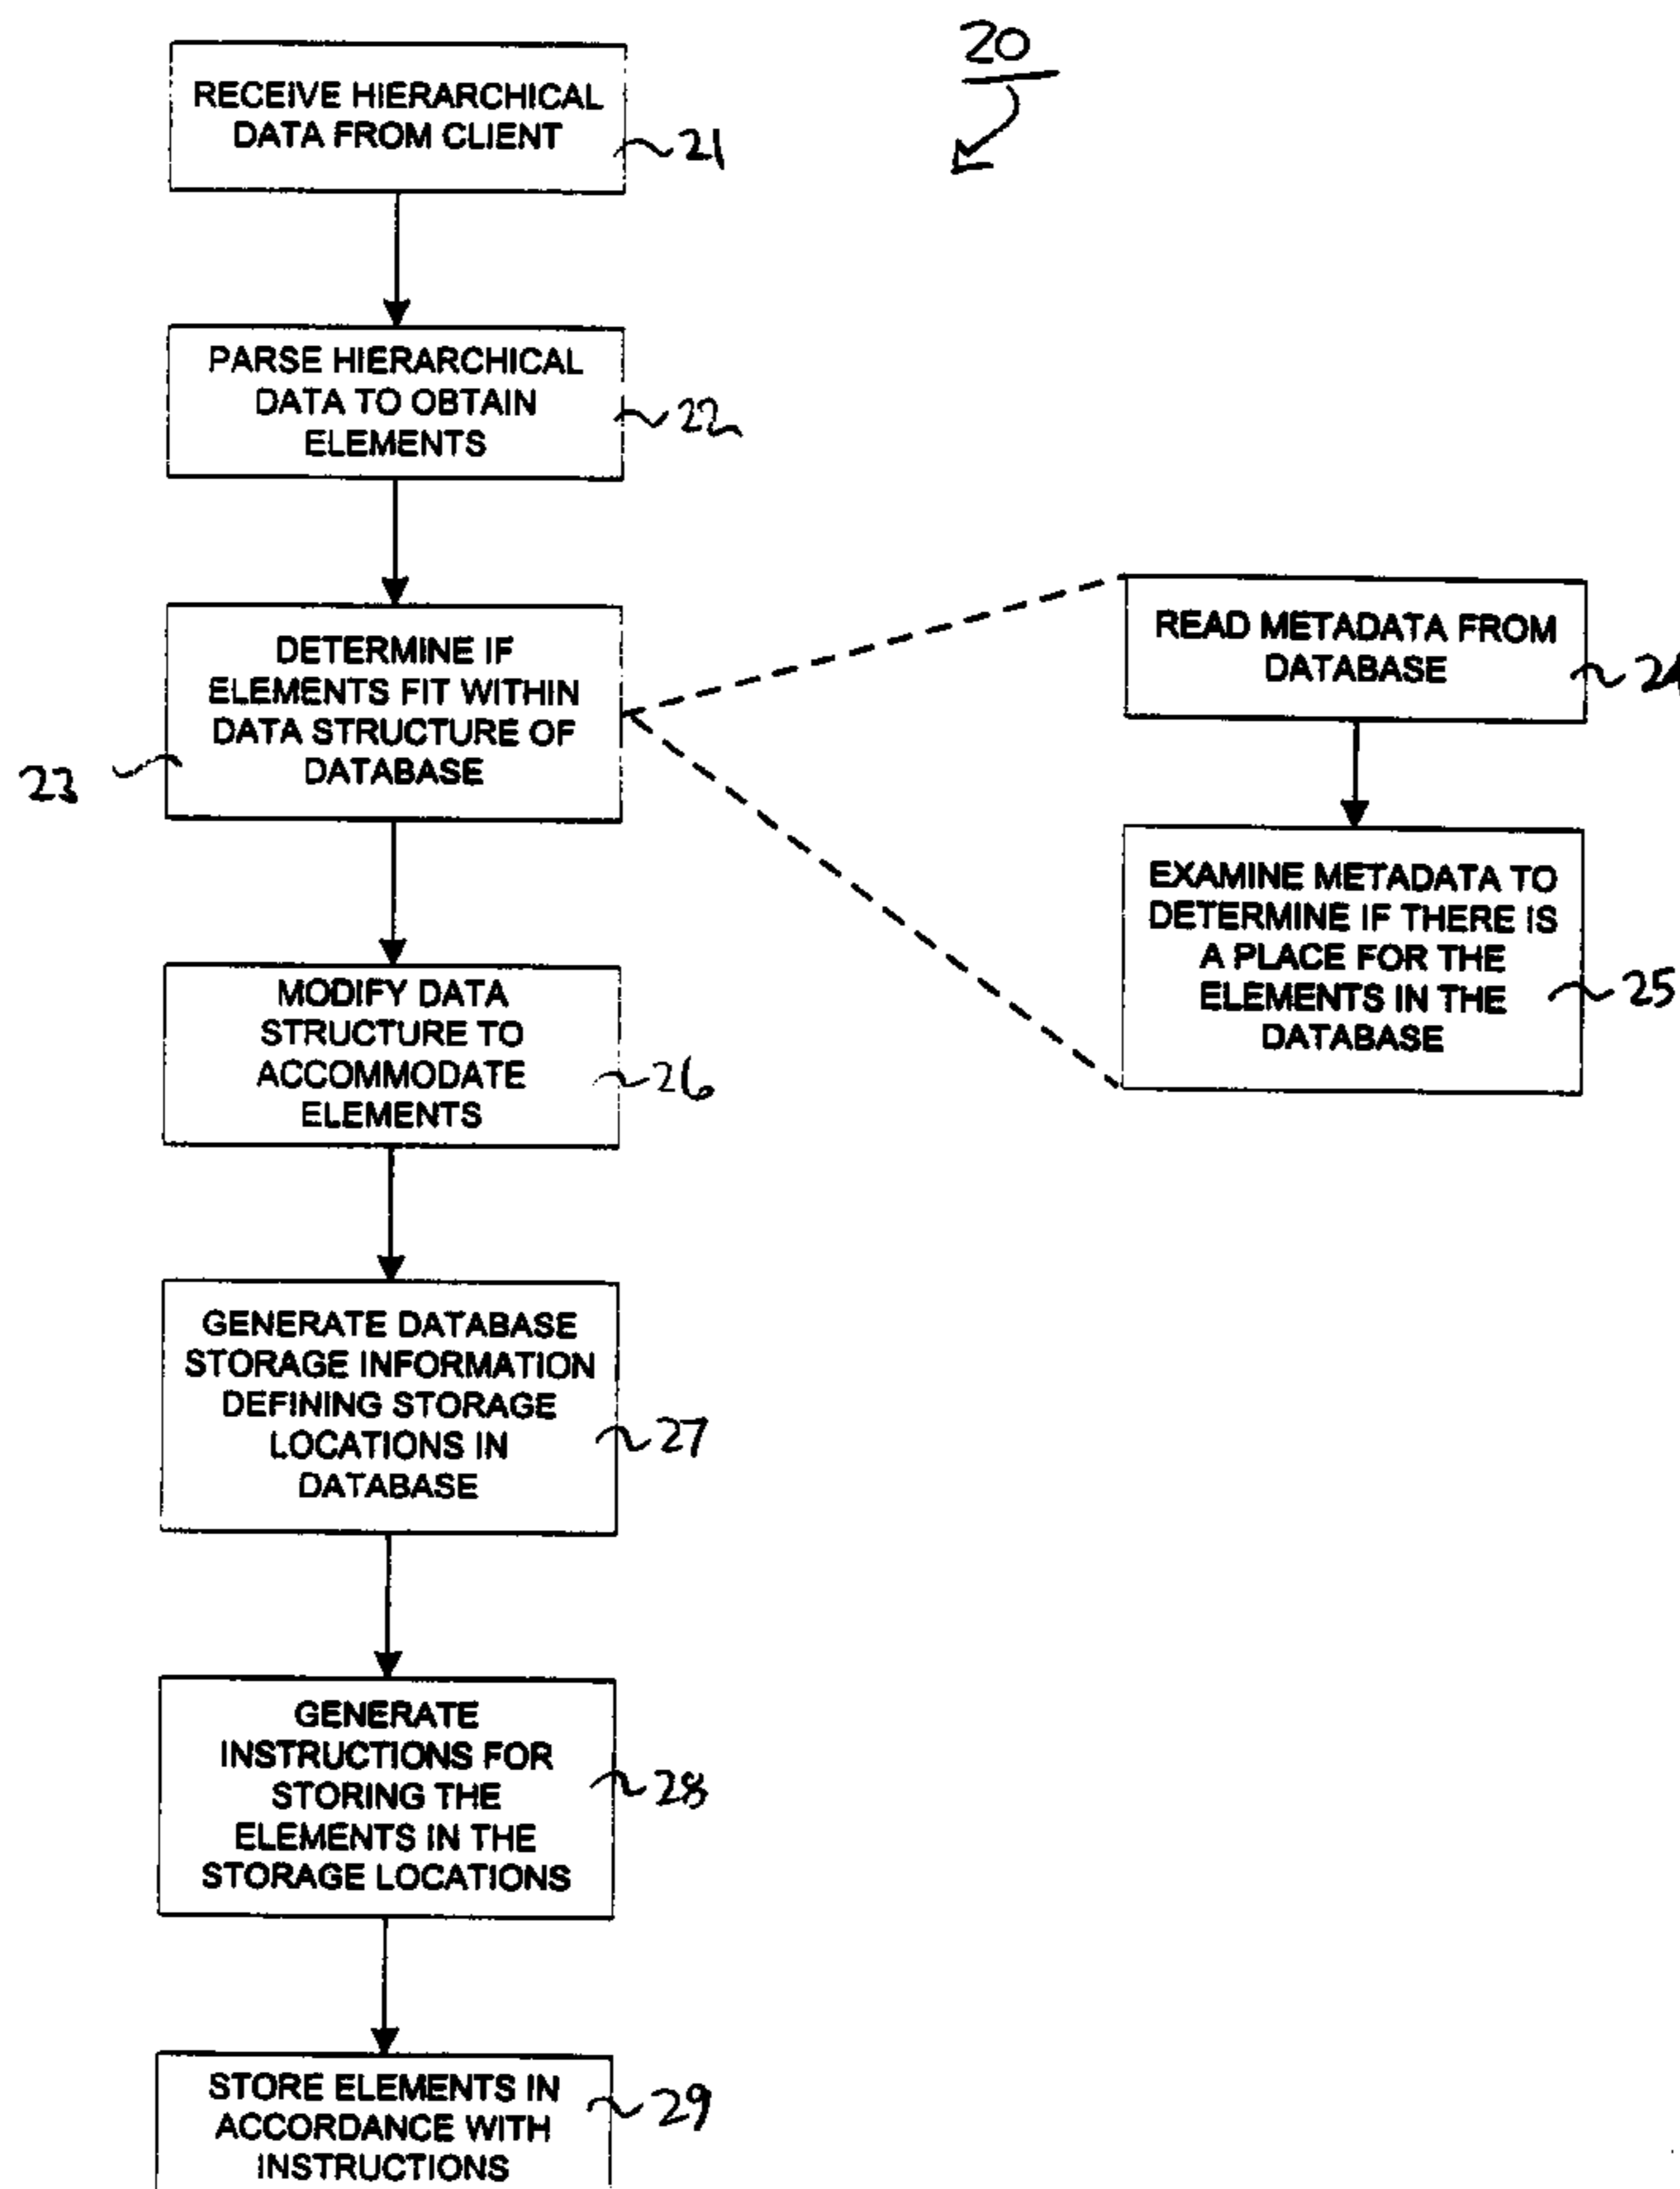 20
RECEIVE HIERARCHICAL
DATA FROM CLIENT
21
PARSE HIERARCHICAL
DATA TO OBTAIN
ELEMENTS
22
DETERMINE IF
ELEMENTS FIT WITHIN
DATA STRUCTURE OF
DATABASE
23
READ METADATA FROM
DATABASE
24
EXAMINE METADATA TO
DETERMINE IF THERE IS
A PLACE FOR THE
ELEMENTS IN THE
DATABASE
25
MODIFY DATA
STRUCTURE TO
ACCOMMODATE
ELEMENTS
26
GENERATE DATABASE
STORAGE INFORMATION
DEFINING STORAGE
LOCATIONS IN
DATABASE
27
GENERATE
INSTRUCTIONS FOR
STORING THE
ELEMENTS IN THE
STORAGE LOCATIONS
28
STORE ELEMENTS IN
ACCORDANCE WITH
INSTRUCTIONS
29